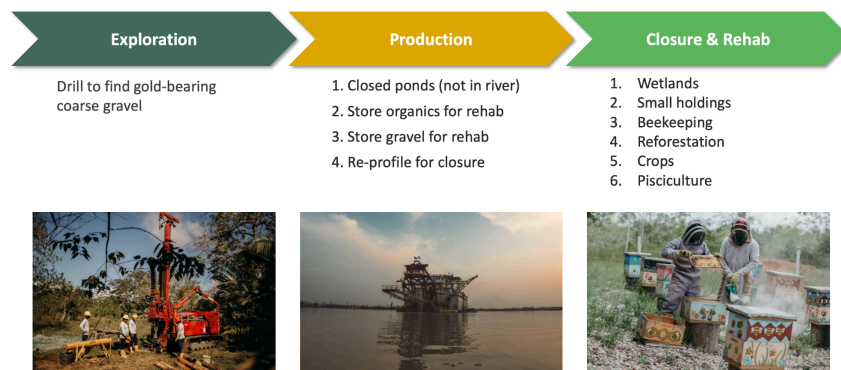 Exploration
Production
Closure & Rehab
Drill to find gold-bearing
coarse gravel
1. Closed ponds (not in river)
2. Store organics for rehab
3. Store gravel for rehab
4. Re-profile for closure
1. Wetlands
2. Small holdings
3. Beekeeping
4. Reforestation
5. Crops
6. Pisciculture